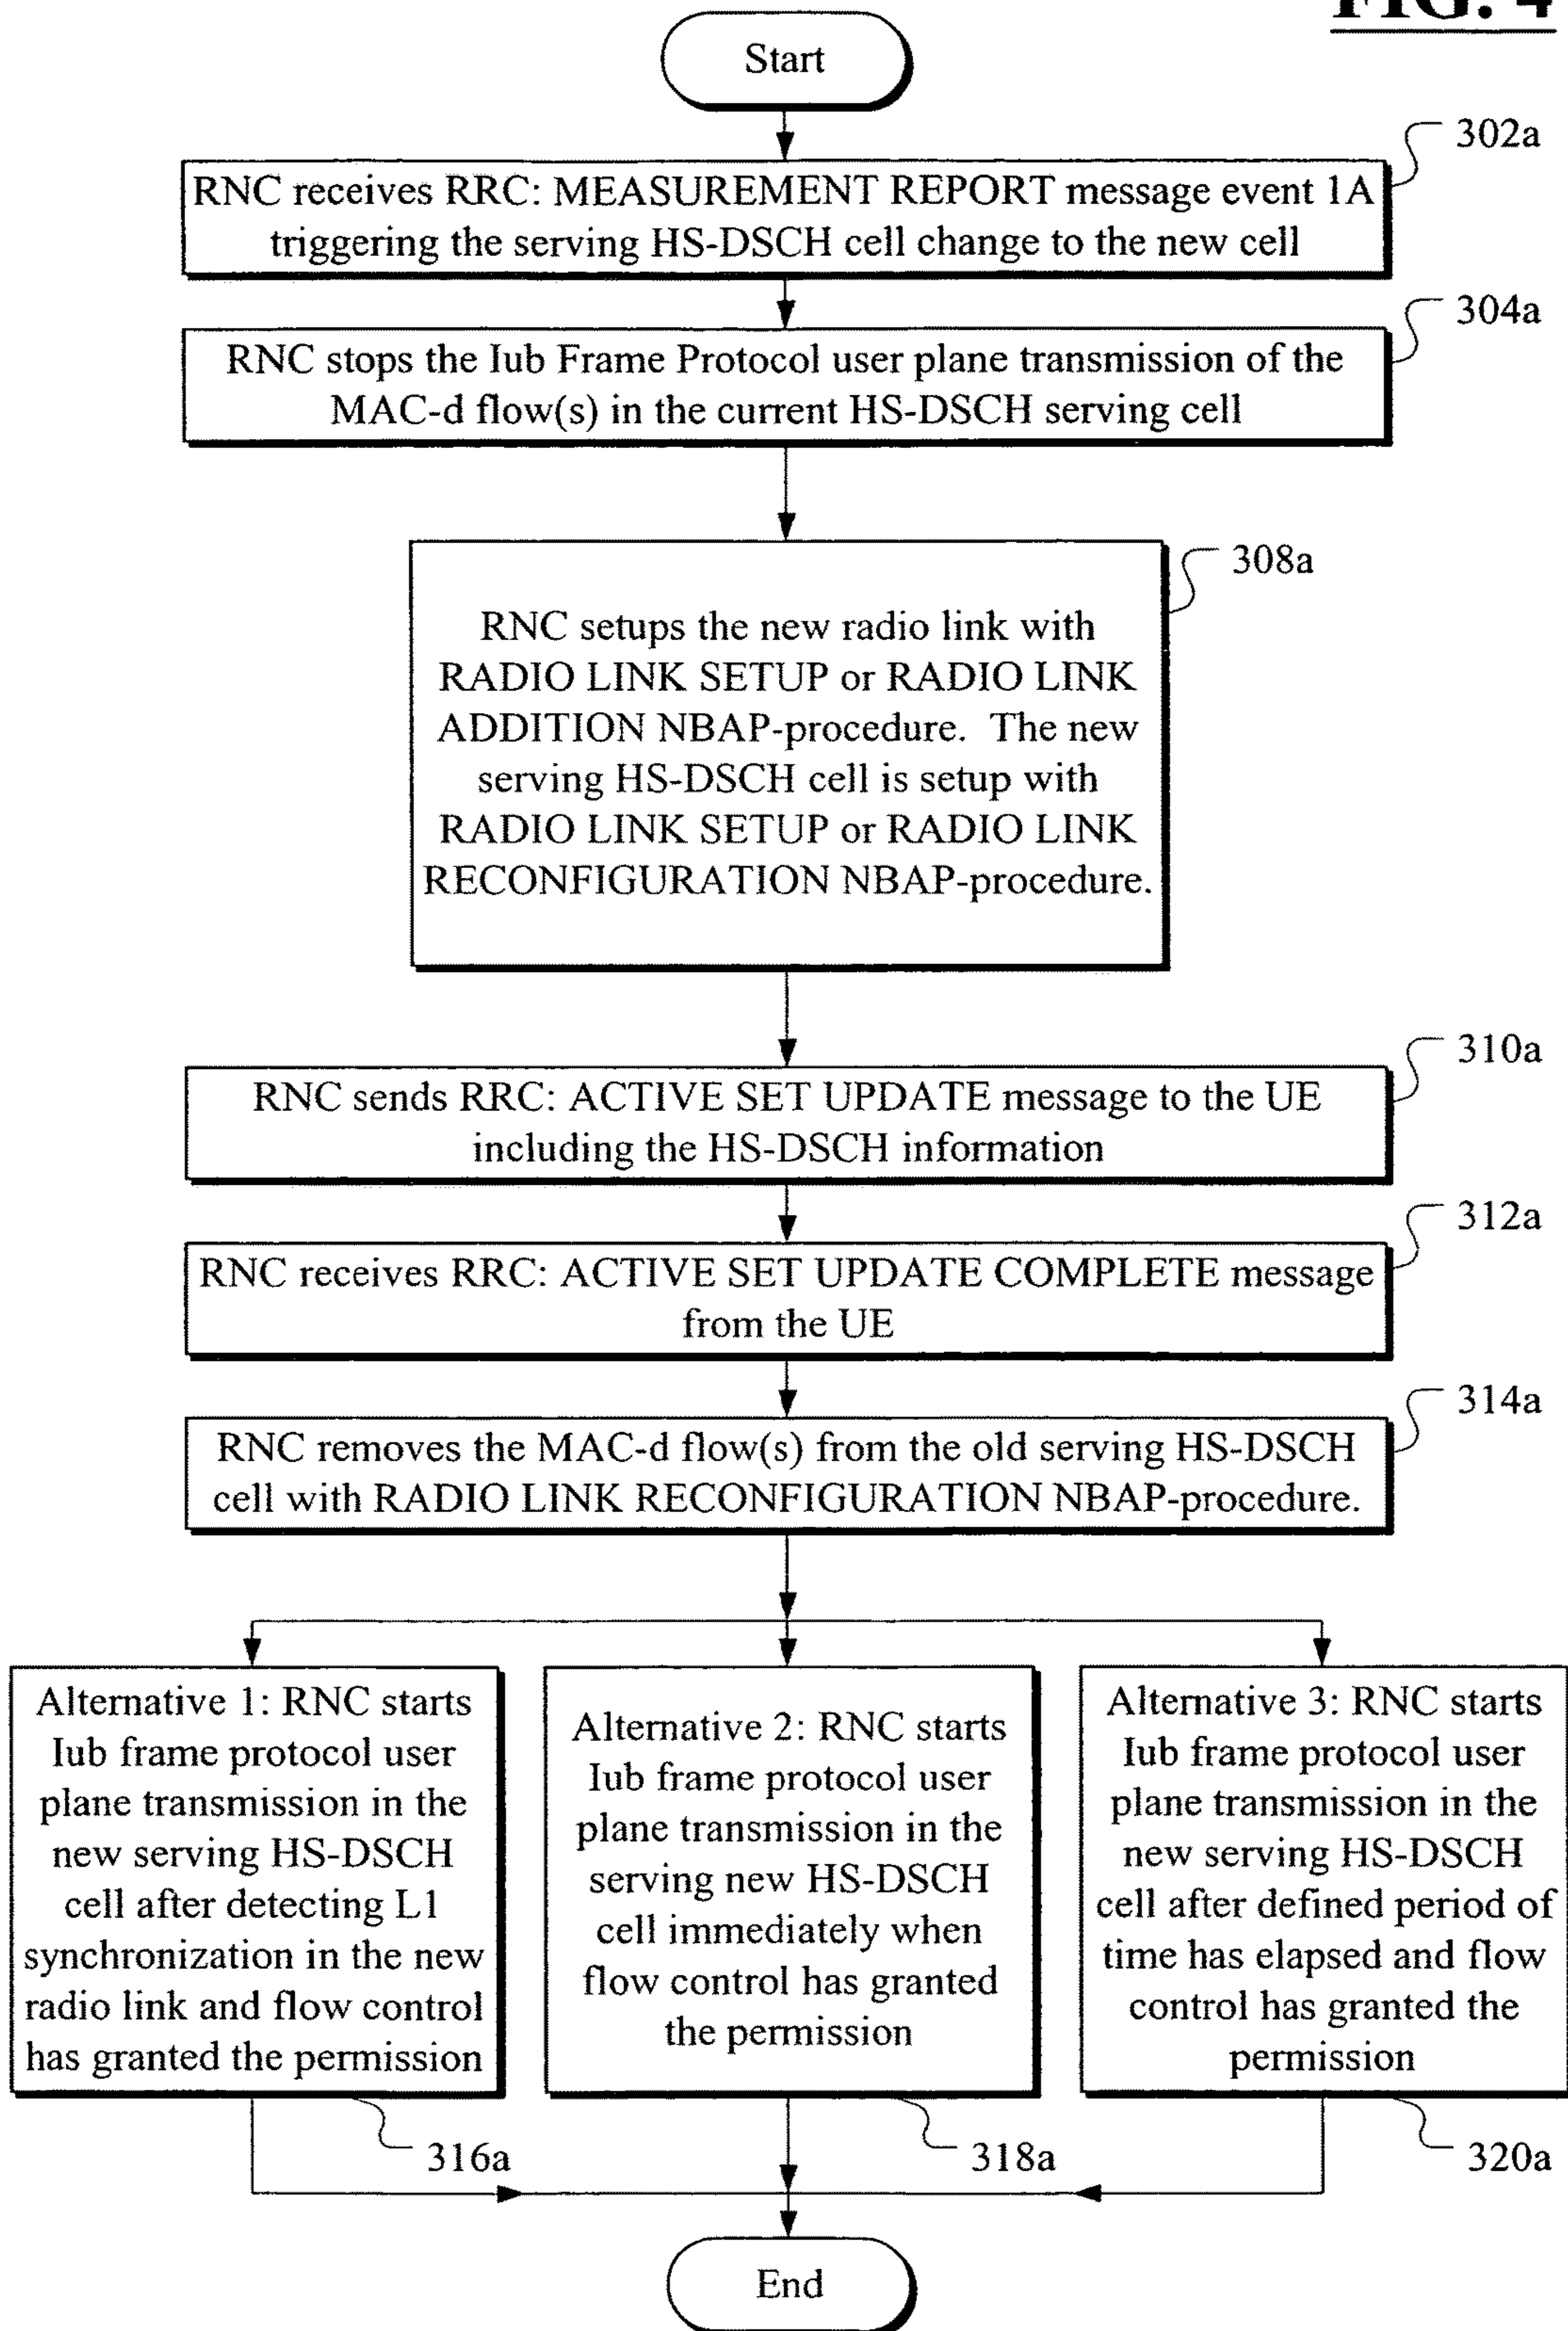 FIG. 4
Start
302a
RNC receives RRC: MEASUREMENT REPORT message event 1A
triggering the serving HS-DSCH cell change to the new cell
304a
RNC stops the Iub Frame Protocol user plane transmission of the
MAC-d flow(s) in the current HS-DSCH serving cell
308a
RNC setups the new radio link with
RADIO LINK SETUP or RADIO LINK
ADDITION NBAP-procedure. The new
serving HS-DSCH cell is setup with
RADIO LINK SETUP or RADIO LINK
RECONFIGURATION NBAP-procedure.
310a
RNC sends RRC: ACTIVE SET UPDATE message to the UE
including the HS-DSCH information
312a
RNC receives RRC: ACTIVE SET UPDATE COMPLETE message
from the UE
314a
RNC removes the MAC-d flow(s) from the old serving HS-DSCH
cell with RADIO LINK RECONFIGURATION NBAP-procedure.
Alternative 1: RNC starts
Iub frame protocol user
plane transmission in the
new serving HS-DSCH
cell after detecting L1
synchronization in the new
radio link and flow control
has granted the permission
316a
Alternative 2: RNC starts
Iub frame protocol user
plane transmission in the
serving new HS-DSCH
cell immediately when
flow control has granted
the permission
318a
Alternative 3: RNC starts
Iub frame protocol user
plane transmission in the
new serving HS-DSCH
cell after defined period of
time has elapsed and flow
control has granted the
permission
320a
End